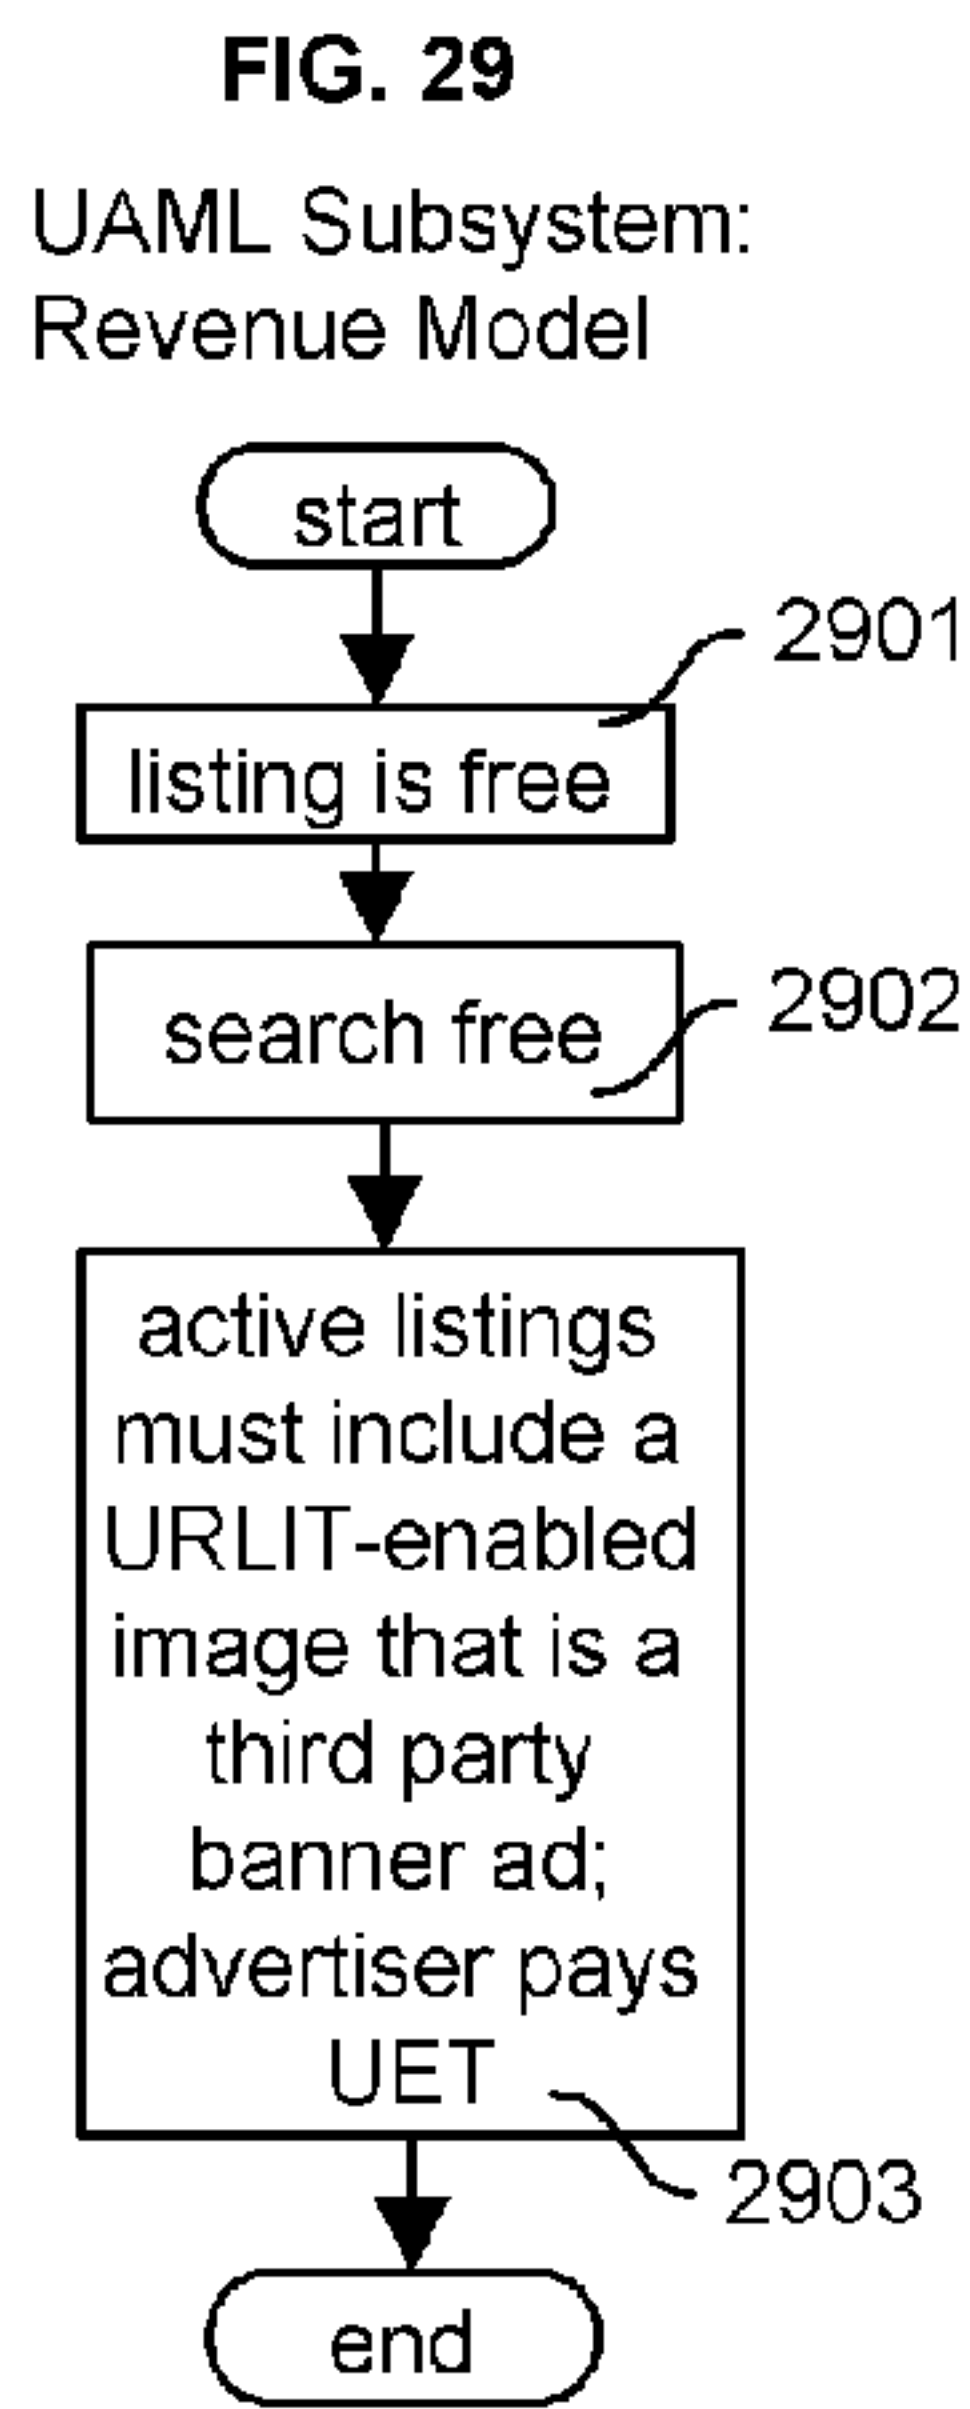 FIG. 29
UAML Subsystem:
Revenue Model
start
2901
listing is free
2902
search free
active listings
must include a
URLIT-enabled
image that is a
third party
banner ad;
advertiser pays
UET
2903
end